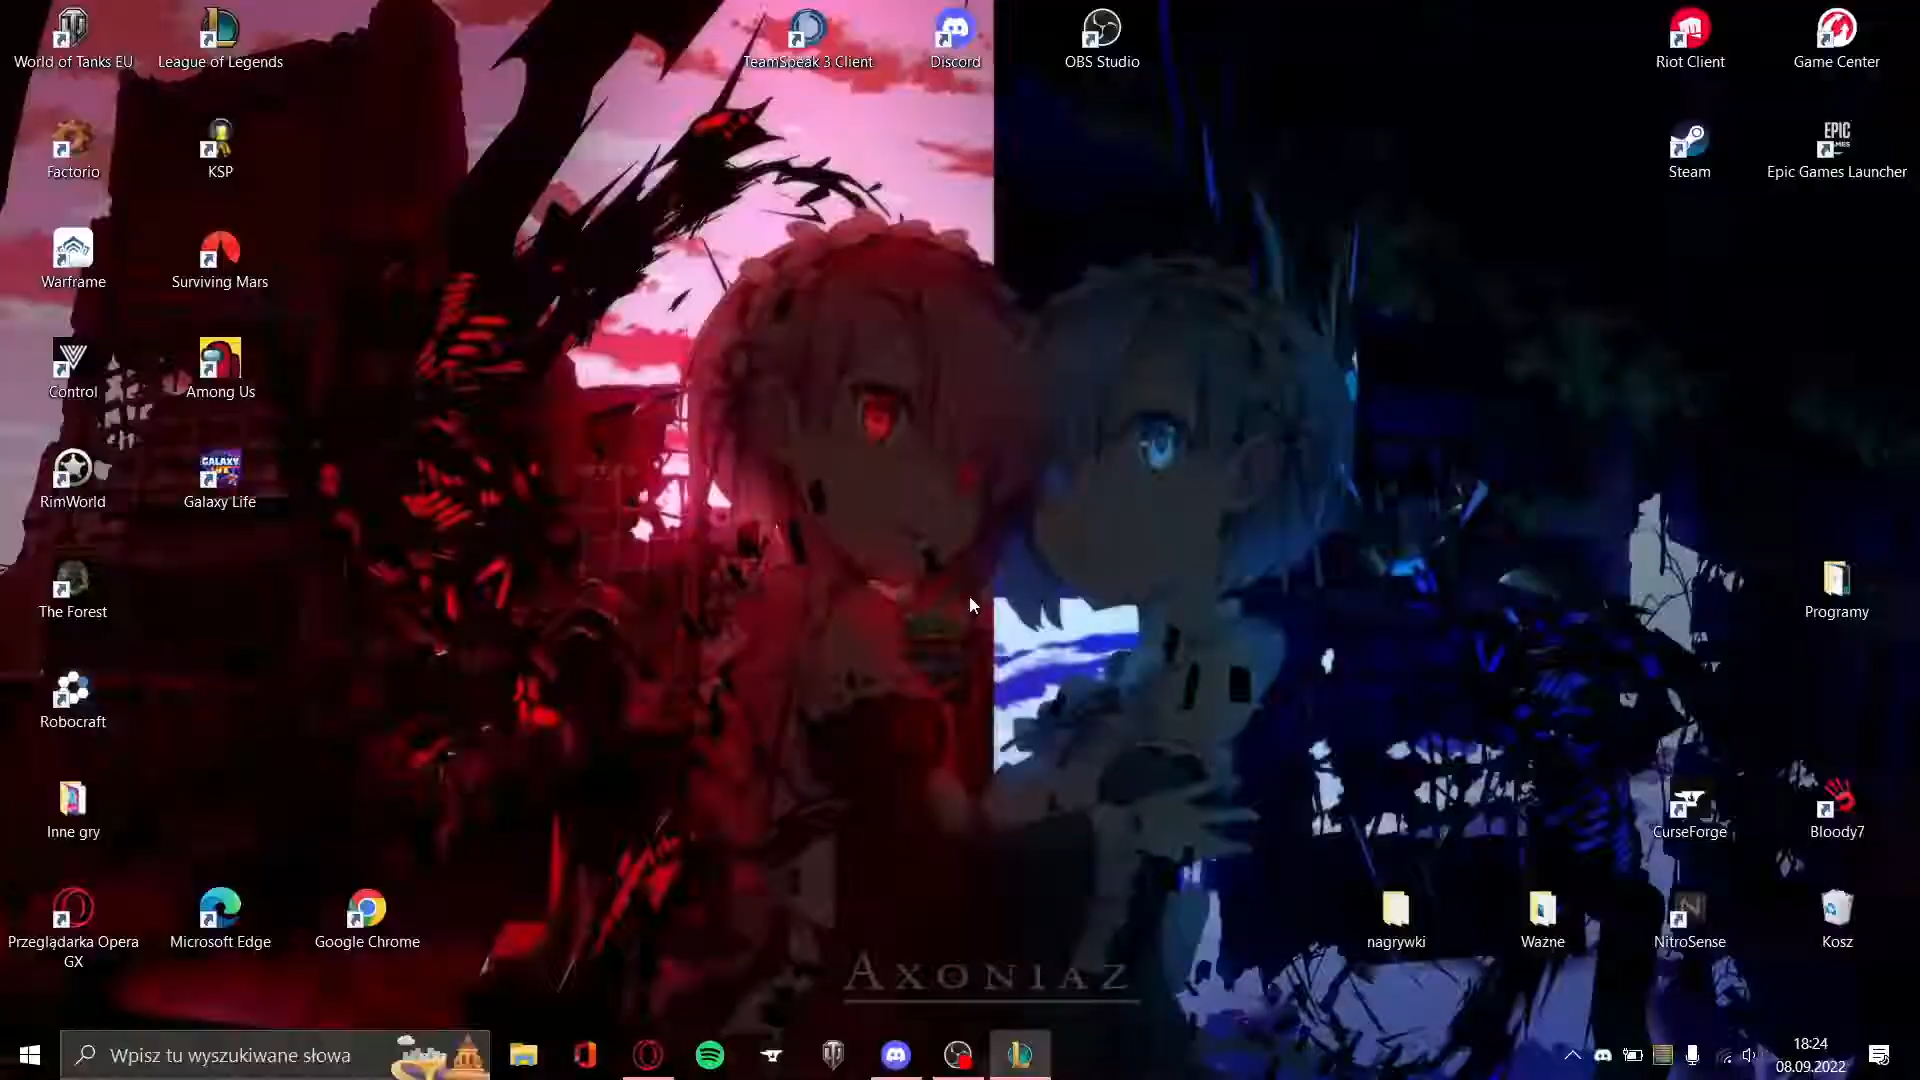 World of Tanks EU
League of Legends
TeamSpeak 3 Client
Discord
OBS Studio
Riot Client
Game Center
Factorio
KSP
Steam
EPIC
GAMES
Epic Games Launcher
Warframe
Surviving Mars
Control
Among Us
RimWorld
GALAXY
Galaxy Life
The Forest
Programy
Robocraft
Inne gry
CurseForge
Bloody7
Przeglądarka Opera
GX
Microsoft Edge
Google Chrome
nagrywki
Ważne
NitroSense
Kosz
AXONIAZ
Wpisz tu wyszukiwane słowa
18:24
08.09.2022